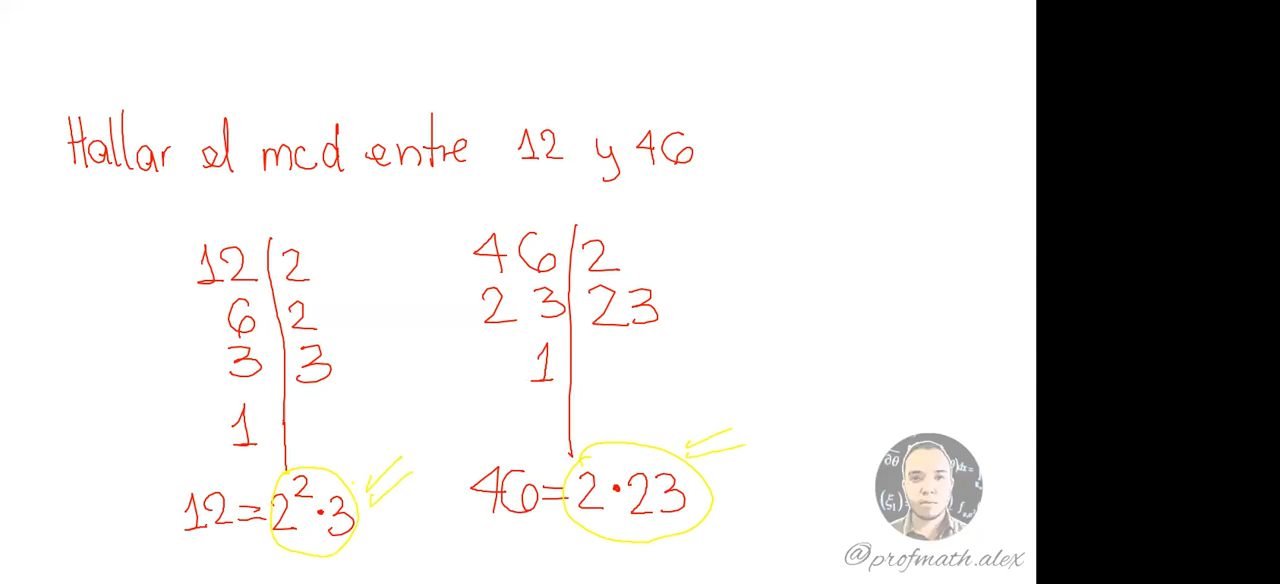 Hallar el mcd entre 12 y 46
12 | 2
6 | 2
3 | 3
1
12 = 2² · 3
46 | 2
23 | 23
1
46 = 2 · 23
@profmath.alex